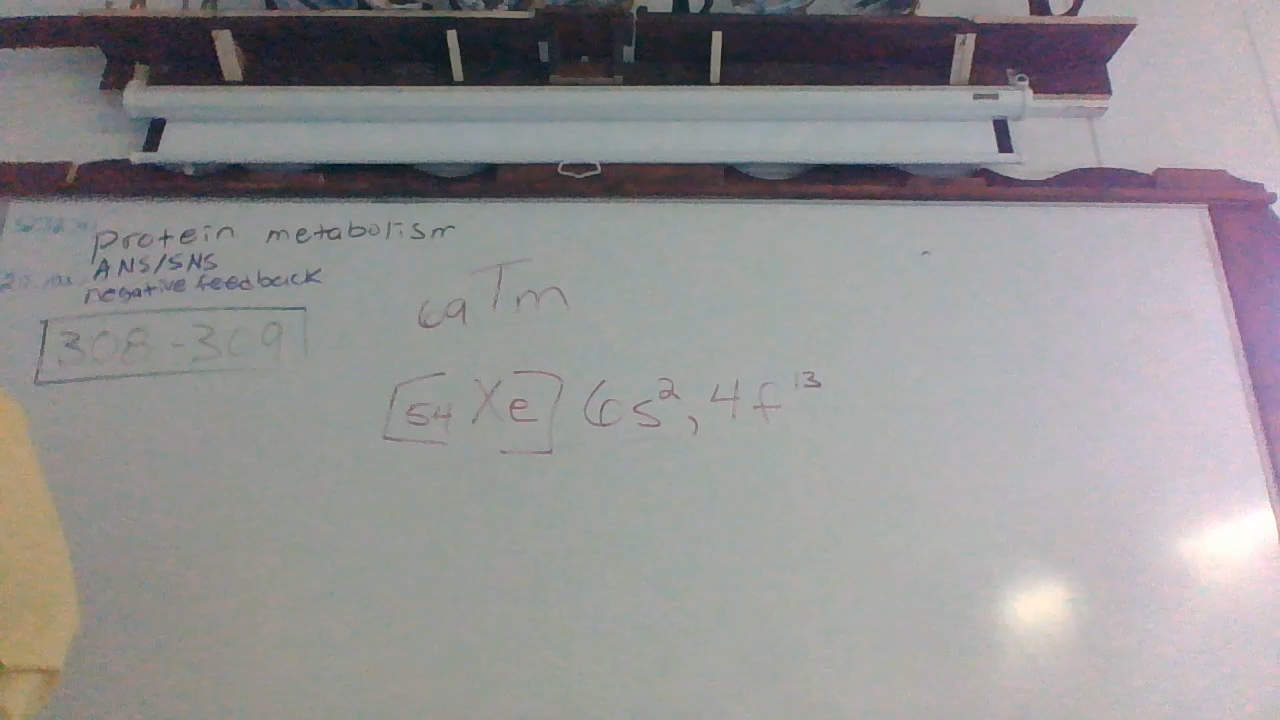 protein metabolism
ANS/SNS
negative feedback
308-309
69Tm
[54Xe] 6s², 4f¹³